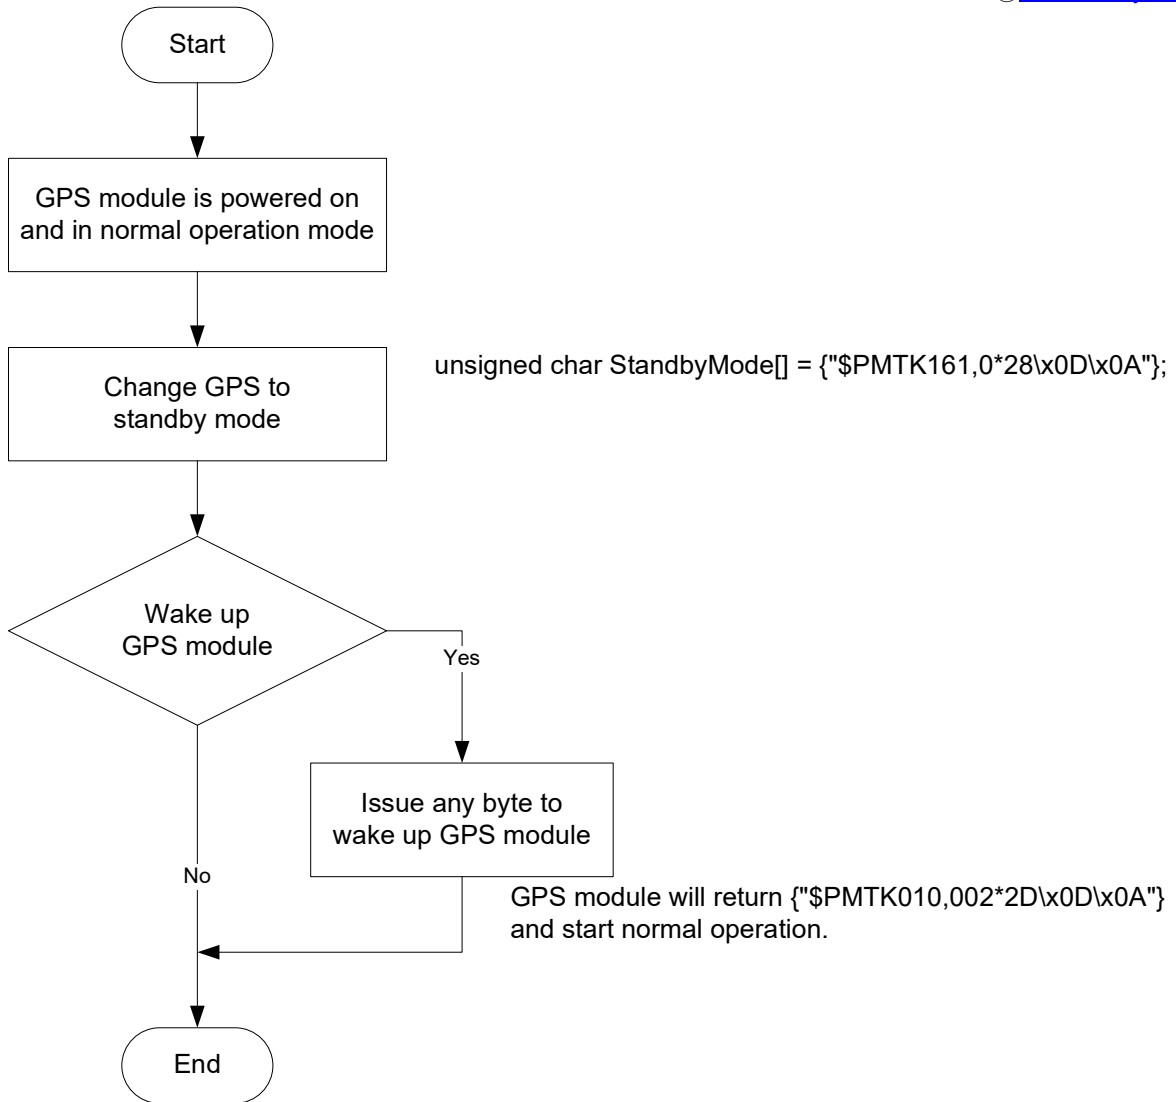 Start
GPS module is powered on
and in normal operation mode
Change GPS to
standby mode
unsigned char StandbyMode[] = {"$PMTK161,0*28\x0D\x0A"};
Wake up
GPS module
Yes
Issue any byte to
wake up GPS module
No
GPS module will return {"$PMTK010,002*2D\x0D\x0A"}
and start normal operation.
End